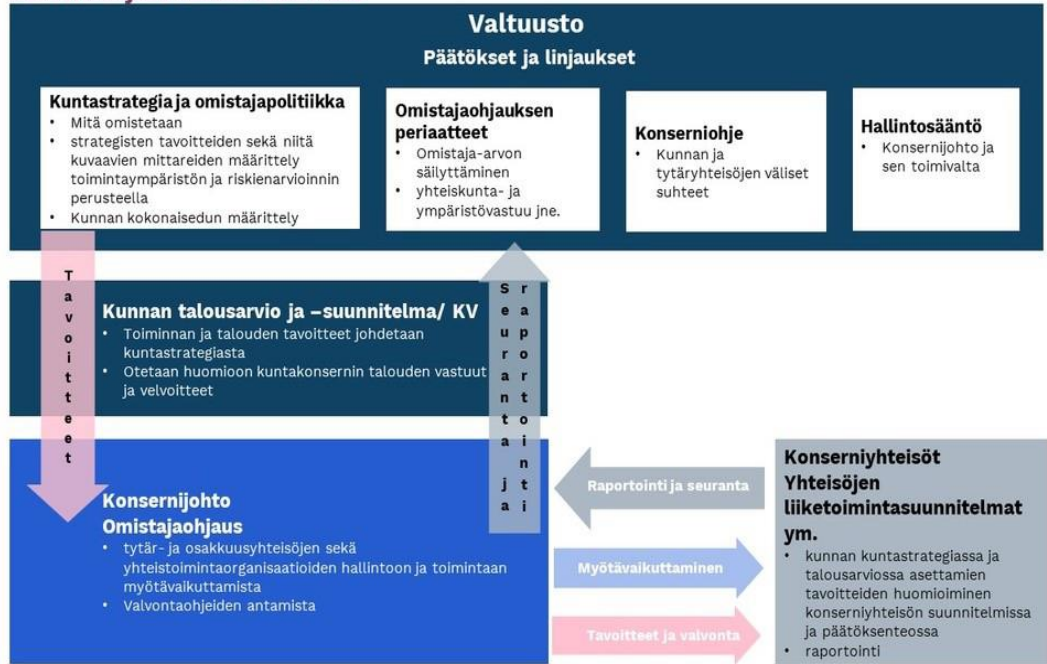 Valtuusto
Päätökset ja linjaukset
Kuntastrategia ja omistajapolitiikka
• Mitä omistetaan
• strategisten tavoitteiden sekä niitä
kuvaavien mittareiden määrittely
toimintaympäristön ja riskienarvioinnin
perusteella
• Kunnan kokonaisedun määrittely
Omistajaohjauksen
periaatteet
• Omistaja-arvon
säilyttäminen
• yhteiskunta- ja
ympäristövastuu jne.
Konserniohje
• Kunnan ja
tytäryhteisöjen väliset
suhteet
Hallintosääntö
• Konsernijohto ja
sen toimivalta
Tavoitteet
Kunnan talousarvio ja –suunnitelma/ KV
• Toiminnan ja talouden tavoitteet johdetaan
kuntastrategiasta
• Otetaan huomioon kuntakonsernin talouden vastuut
ja velvoitteet
Seuranta ja
raportointi
Konsernijohto
Omistajaohjaus
• tytär- ja osakkuusyhteisöjen sekä
yhteistoimintaorganisaatioiden hallintoon ja toimintaan
myötävaikuttamista
• Valvontaohjeiden antamista
Raportointi ja seuranta
Myötävaikuttaminen
Tavoitteet ja valvonta
Konserniyhteisöt
Yhteisöjen
liiketoimintasuunnitelmat
ym.
• kunnan kuntastrategiassa ja
talousarviossa asettamien
tavoitteiden huomioiminen
konserniyhteisön suunnitelmissa
ja päätöksenteossa
• raportointi